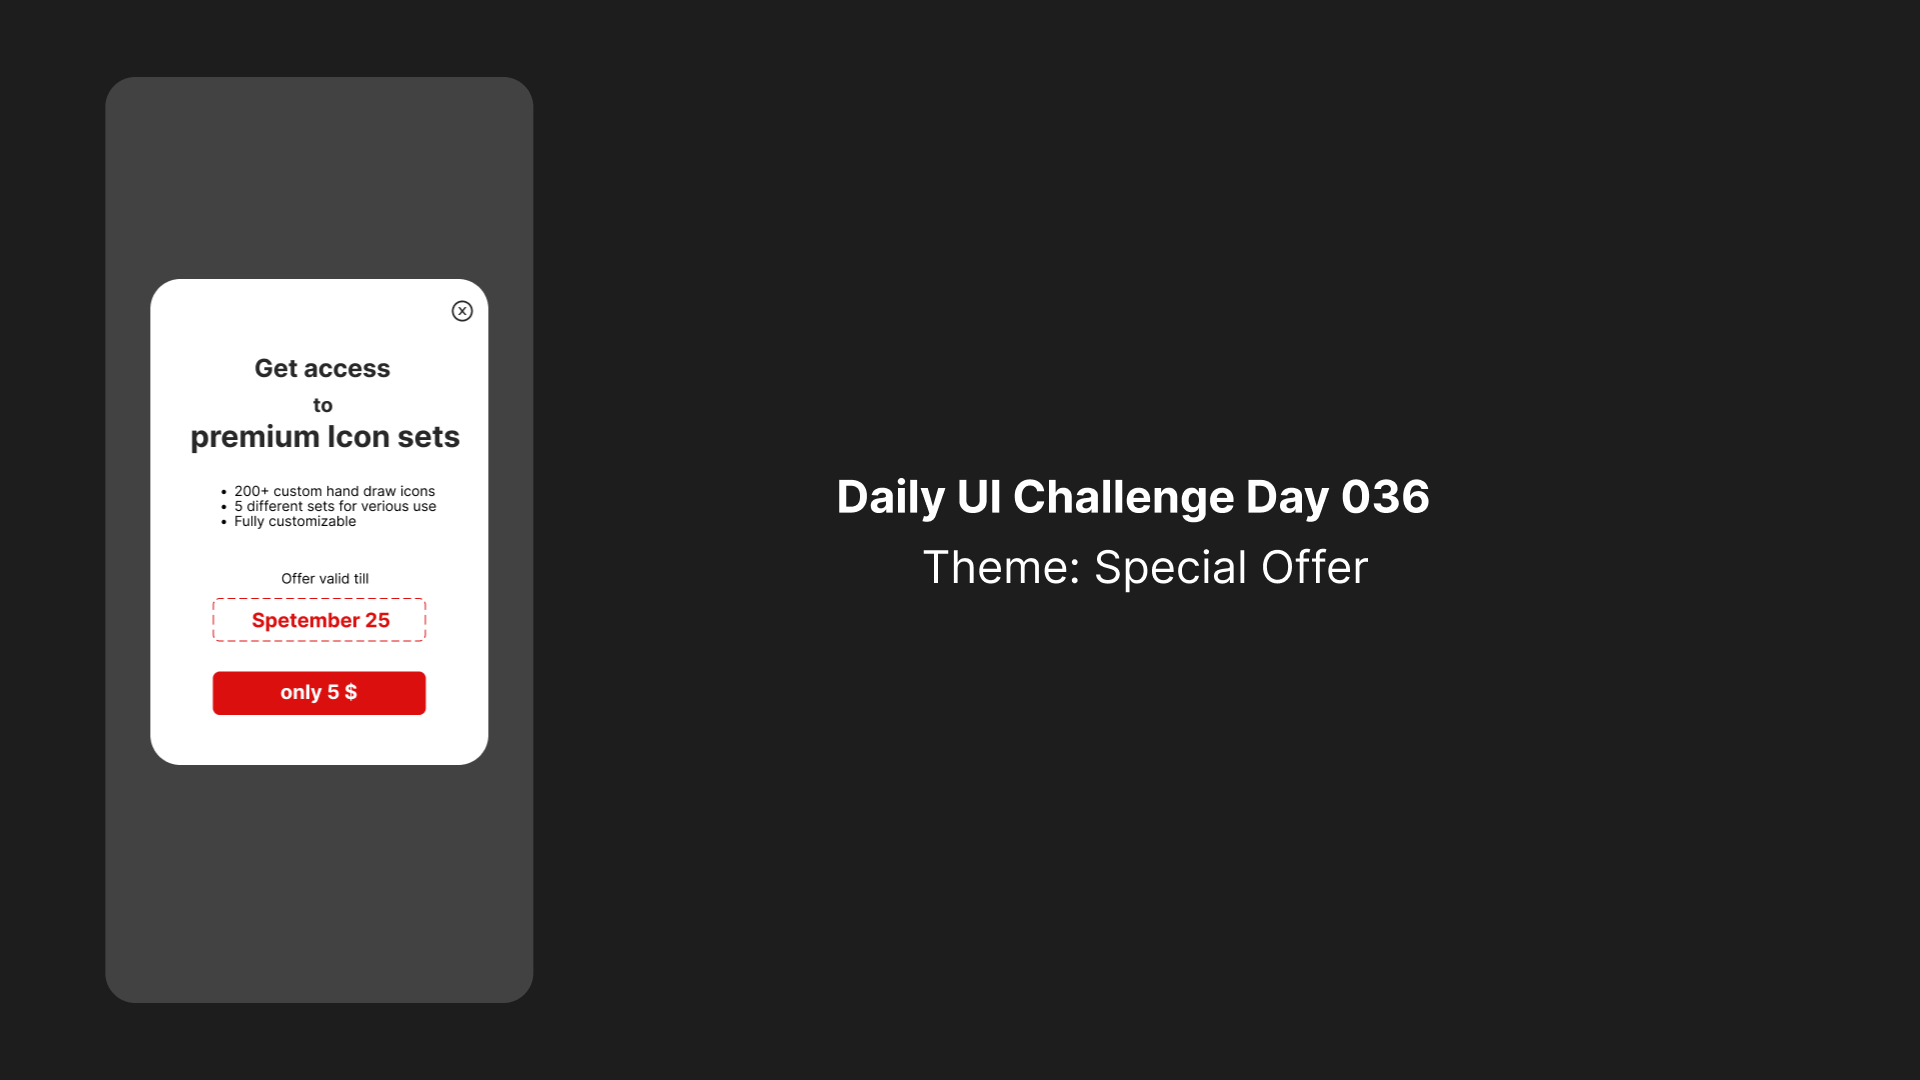 Get access
to
premium Icon sets
• 200+ custom hand draw icons
• 5 different sets for verious use
• Fully customizable
Offer valid till
Spetember 25
only 5 $
Daily UI Challenge Day 036
Theme: Special Offer